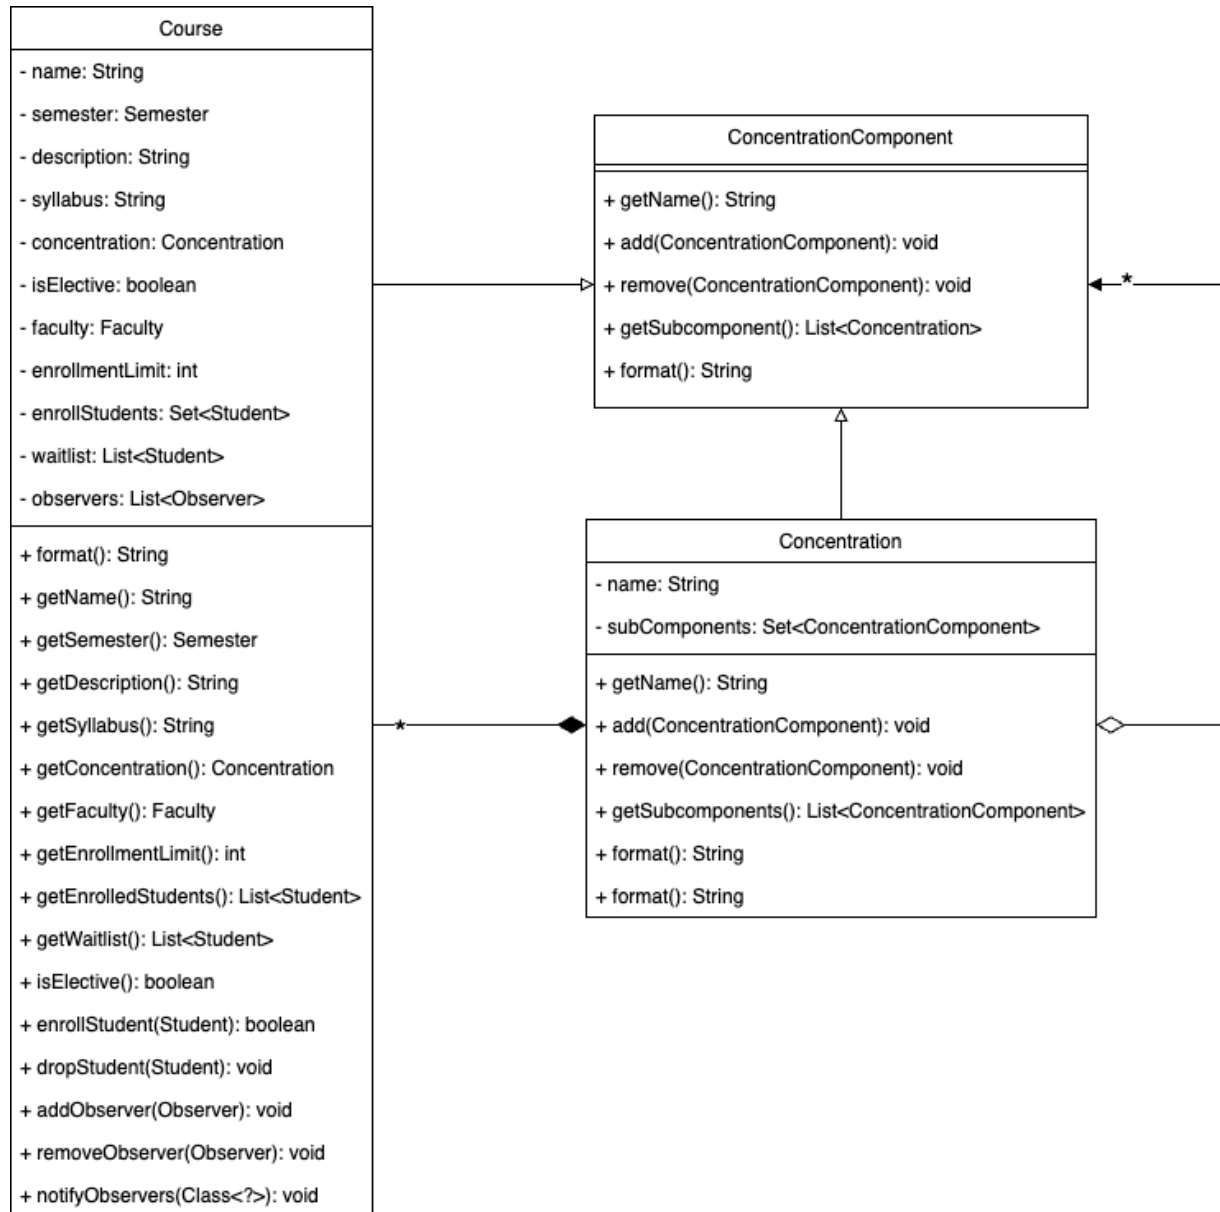 Course
- name: String
- semester: Semester
- description: String
- syllabus: String
- concentration: Concentration
- isElective: boolean
- faculty: Faculty
- enrollmentLimit: int
- enrollStudents: Set<Student>
- waitlist: List<Student>
- observers: List<Observer>
+ format(): String
+ getName(): String
+ getSemester(): Semester
+ getDescription(): String
+ getSyllabus(): String
+ getConcentration(): Concentration
+ getFaculty(): Faculty
+ getEnrollmentLimit(): int
+ getEnrolledStudents(): List<Student>
+ getWaitlist(): List<Student>
+ isElective(): boolean
+ enrollStudent(Student): boolean
+ dropStudent(Student): void
+ addObserver(Observer): void
+ removeObserver(Observer): void
+ notifyObservers(Class<?>): void
ConcentrationComponent
+ getName(): String
+ add(ConcentrationComponent): void
+ remove(ConcentrationComponent): void
+ getSubcomponent(): List<Concentration>
+ format(): String
*
Concentration
- name: String
- subComponents: Set<ConcentrationComponent>
+ getName(): String
+ add(ConcentrationComponent): void
+ remove(ConcentrationComponent): void
+ getSubcomponents(): List<ConcentrationComponent>
+ format(): String
+ format(): String
*